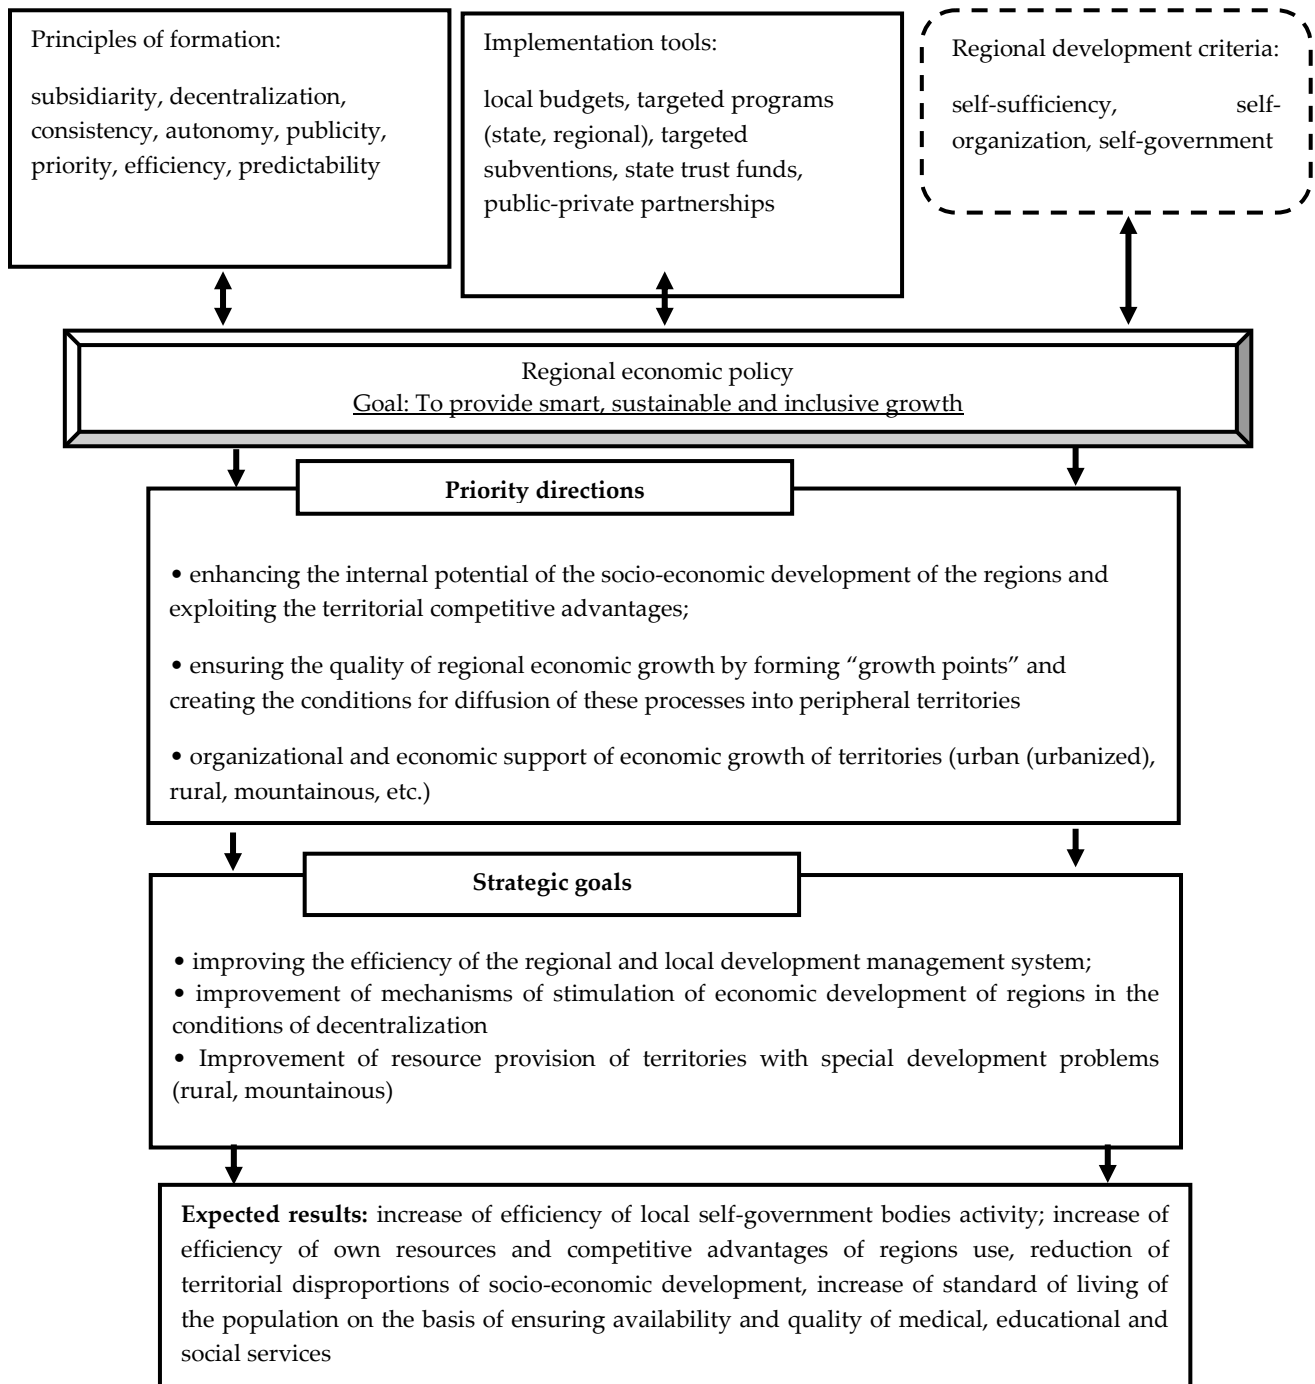 Principles of formation:
subsidiarity, decentralization,
consistency, autonomy, publicity,
priority, efficiency, predictability
Implementation tools:
local budgets, targeted programs
(state, regional), targeted
subventions, state trust funds,
public-private partnerships
Regional development criteria:
self-sufficiency, self-
organization, self-government
Regional economic policy
Goal: To provide smart, sustainable and inclusive growth
Priority directions
• enhancing the internal potential of the socio-economic development of the regions and
exploiting the territorial competitive advantages;
• ensuring the quality of regional economic growth by forming “growth points” and
creating the conditions for diffusion of these processes into peripheral territories
• organizational and economic support of economic growth of territories (urban (urbanized),
rural, mountainous, etc.)
Strategic goals
• improving the efficiency of the regional and local development management system;
• improvement of mechanisms of stimulation of economic development of regions in the
conditions of decentralization
• Improvement of resource provision of territories with special development problems
(rural, mountainous)
Expected results: increase of efficiency of local self-government bodies activity; increase of
efficiency of own resources and competitive advantages of regions use, reduction of
territorial disproportions of socio-economic development, increase of standard of living of
the population on the basis of ensuring availability and quality of medical, educational and
social services